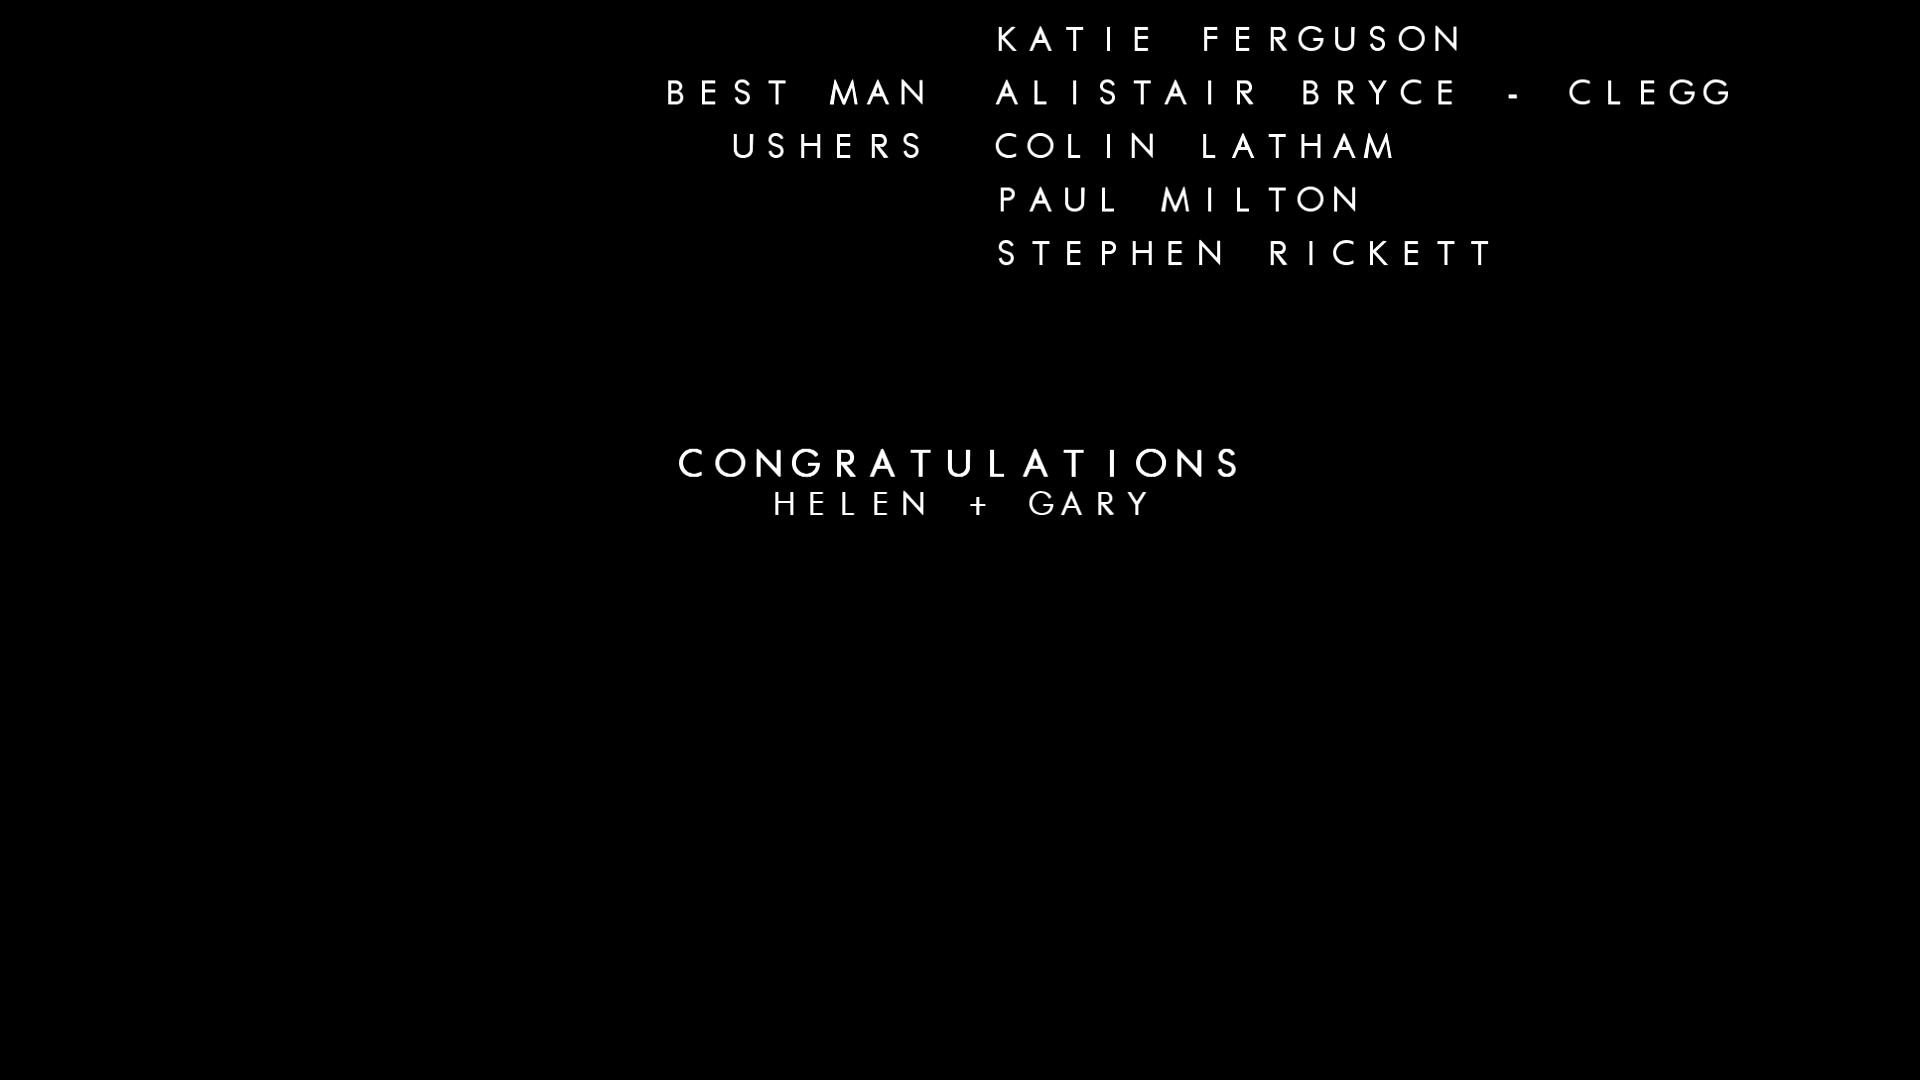 KATIE FERGUSON
BEST MAN ALISTAIR BRYCE - CLEGG
USHERS COLIN LATHAM
PAUL MILTON
STEPHEN RICKETT
CONGRATULATIONS
HELEN + GARY